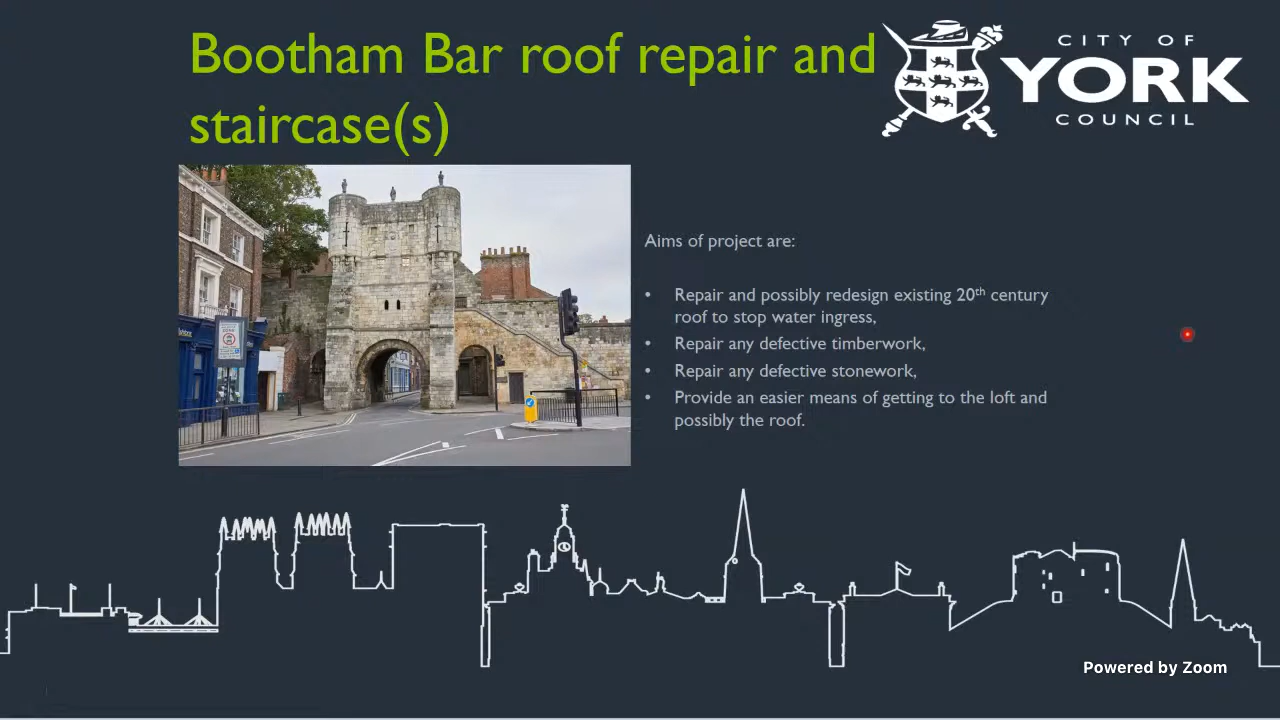 Bootham Bar roof repair and
staircase(s)
CITY OF
YORK
COUNCIL
Aims of project are:
• Repair and possibly redesign existing 20th century
roof to stop water ingress,
• Repair any defective timberwork,
• Repair any defective stonework,
• Provide an easier means of getting to the loft and
possibly the roof.
Powered by Zoom